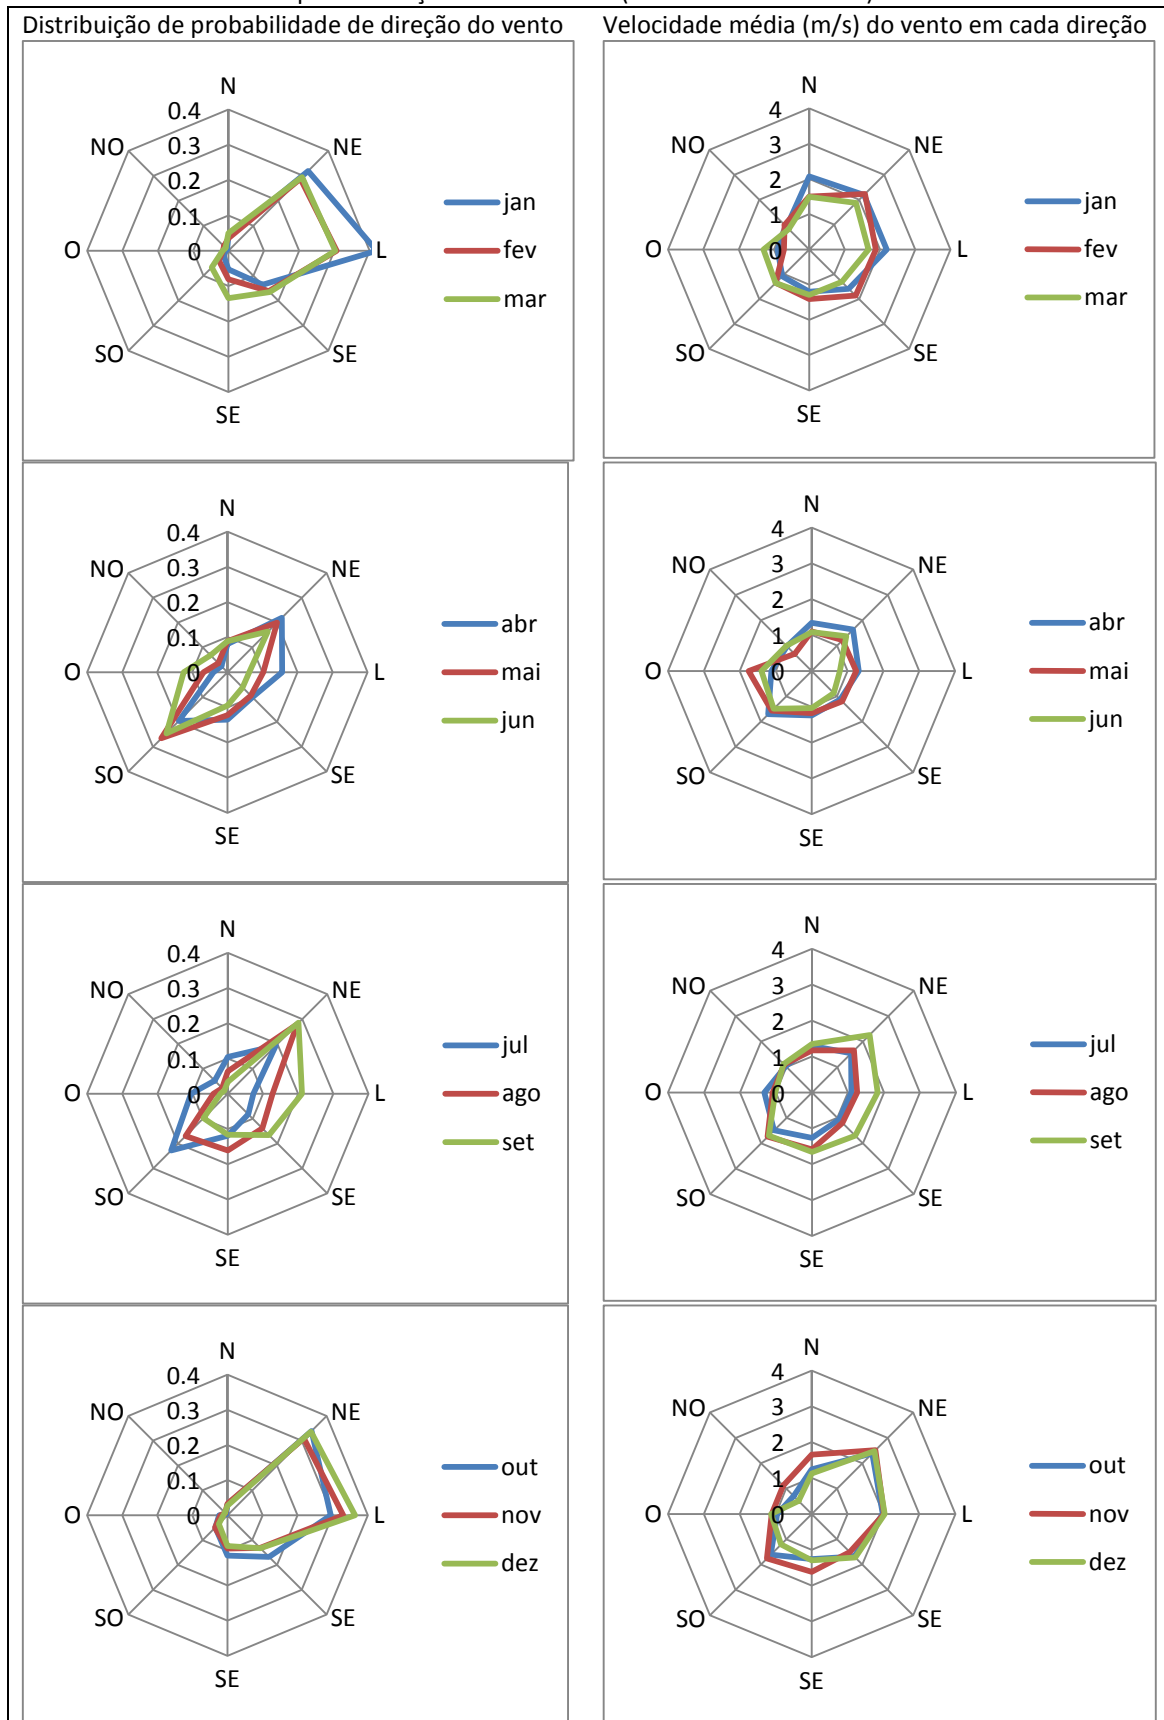 Distribuição de probabilidade de direção do vento
Velocidade média (m/s) do vento em cada direção
N
0.4
0.3
0.2
0.1
0
NO
NE
O
L
SO
SE
SE
jan
fev
mar
N
4
3
2
1
0
NO
NE
O
L
SO
SE
SE
jan
fev
mar
N
0.4
0.3
0.2
0.1
0
NO
NE
O
L
SO
SE
SE
abr
mai
jun
N
4
3
2
1
0
NO
NE
O
L
SO
SE
SE
abr
mai
jun
N
0.4
0.3
0.2
0.1
0
NO
NE
O
L
SO
SE
SE
jul
ago
set
N
4
3
2
1
0
NO
NE
O
L
SO
SE
SE
jul
ago
set
N
0.4
0.3
0.2
0.1
0
NO
NE
O
L
SO
SE
SE
out
nov
dez
N
4
3
2
1
0
NO
NE
O
L
SO
SE
SE
out
nov
dez